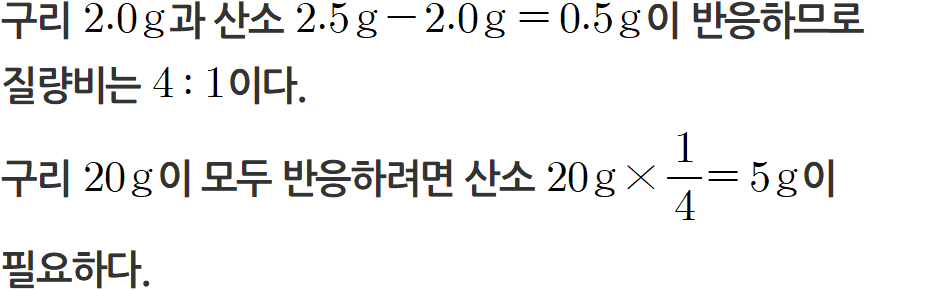 구리 2.0 g과 산소 2.5 g − 2.0 g = 0.5 g이 반응하므로
질량비는 4 : 1이다.
구리 20 g이 모두 반응하려면 산소 20 g × 1/4 = 5 g이
필요하다.